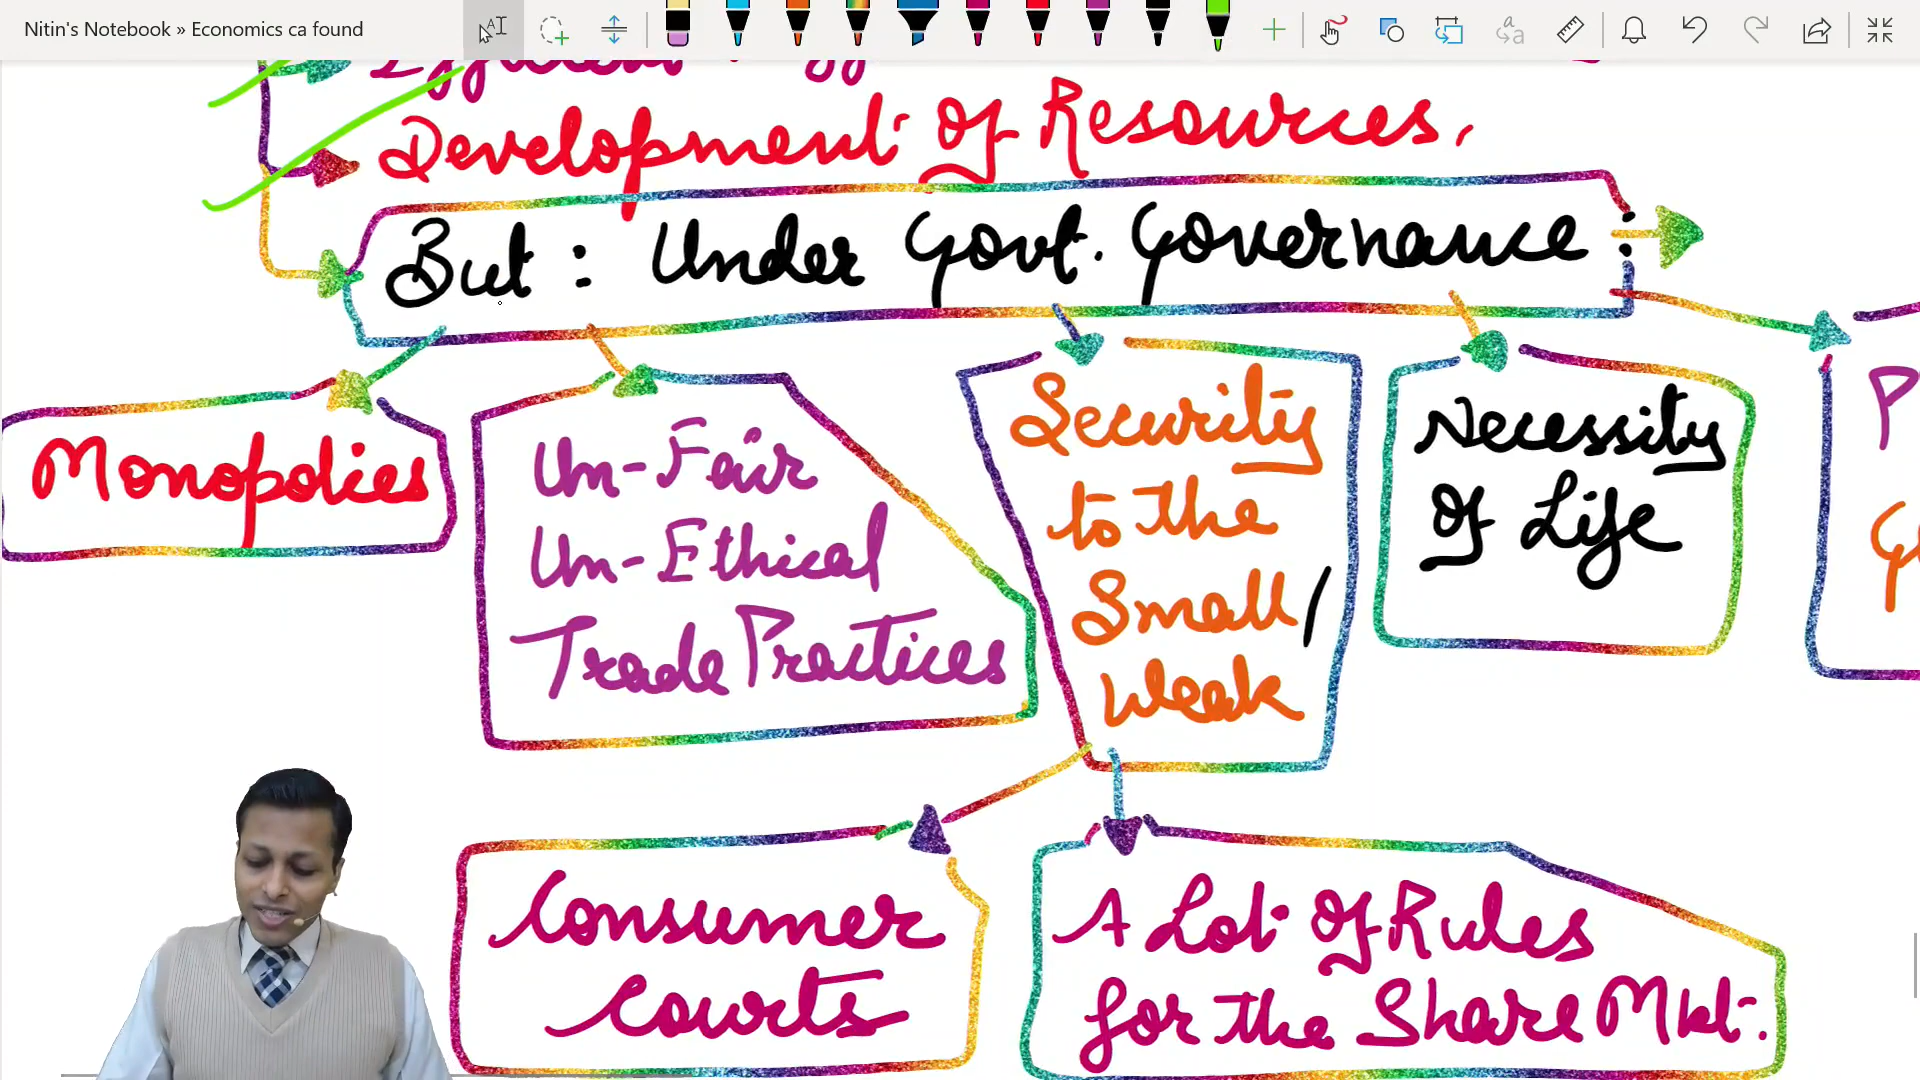 Nitin's Notebook » Economics ca found
Development Of Resources.
But : Under Govt. Governance :
Monopolies
Un-Fair
Un-Ethical
Trade Practices
Security
to the
Small/
Weak
Necessity
Of Life
P
G
Consumer
Courts
A Lot Of Rules
for the Share Mkt.